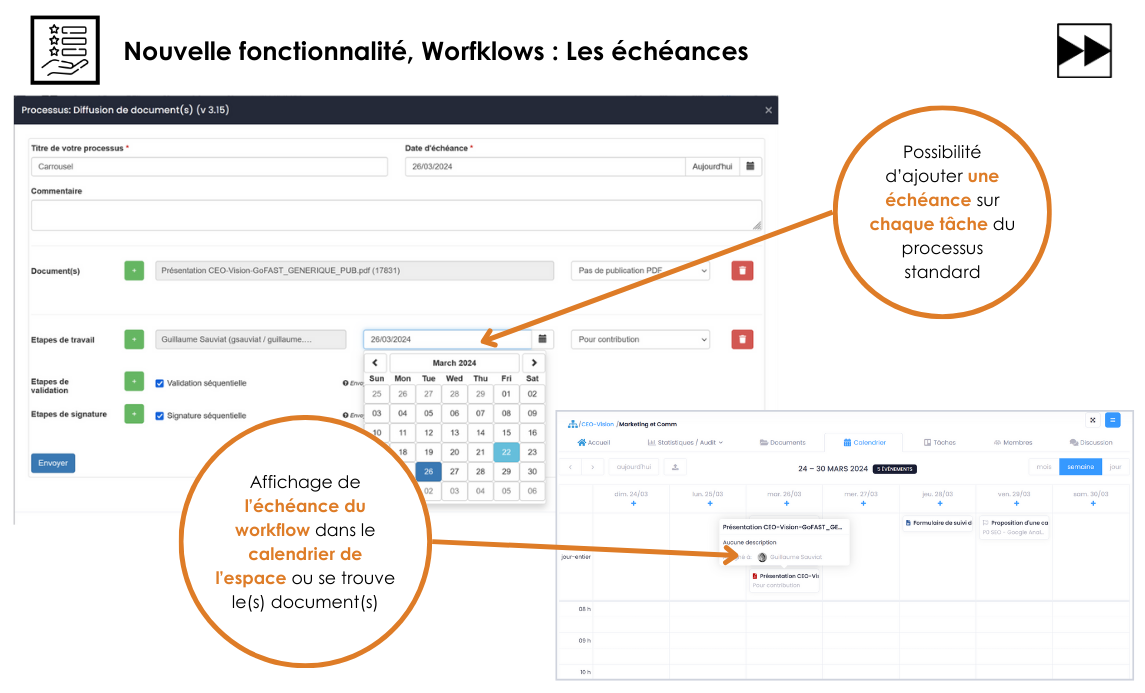 Nouvelle fonctionnalité, Worfklows : Les échéances
Processus: Diffusion de document(s) (v 3.15)
×
Titre de votre processus *
Date d'échéance *
Carrousel
26/03/2024
Aujourd'hui
Commentaire
Document(s)
+
Présentation CEO-Vision-GoFAST_GENERIQUE_PUB.pdf (17831)
Pas de publication PDF
Etapes de travail
+
Guillaume Sauviat (gsauviat / guillaume....
26/03/2024
Pour contribution
March 2024
Sun Mon Tue Wed Thu Fri Sat
25 26 27 28 29 01 02
03 04 05 06 07 08 09
10 11 12 13 14 15 16
18 19 20 21 22 23
26 27 28 29 30
02 03 04 05 06
Etapes de
validation
+
Validation séquentielle
Etapes de signature
+
Signature séquentielle
Envoyer
Possibilité
d'ajouter une
échéance sur
chaque tâche du
processus
standard
Affichage de
l'échéance du
workflow dans le
calendrier de
l'espace ou se trouve
le(s) document(s)
/CEO-Vision /Marketing et Comm
Accueil
Statistiques / Audit
Documents
Calendrier
Tâches
Membres
Discussion
aujourd'hui
24 – 30 MARS 2024
5 ÉVÉNEMENTS
mois
semaine
jour
dim. 24/03
lun. 25/03
mar. 26/03
mer. 27/03
jeu. 28/03
ven. 29/03
sam. 30/03
+ + + + + + +
Présentation CEO-Vision-GoFAST_GE...
Aucune description
Guillaume Sauviat
Formulaire de suivi d
Proposition d'une ca
PG SEO - Google Anal...
jour-entier
Présentation CEO-Vis
Pour contribution
08 h
09 h
10 h